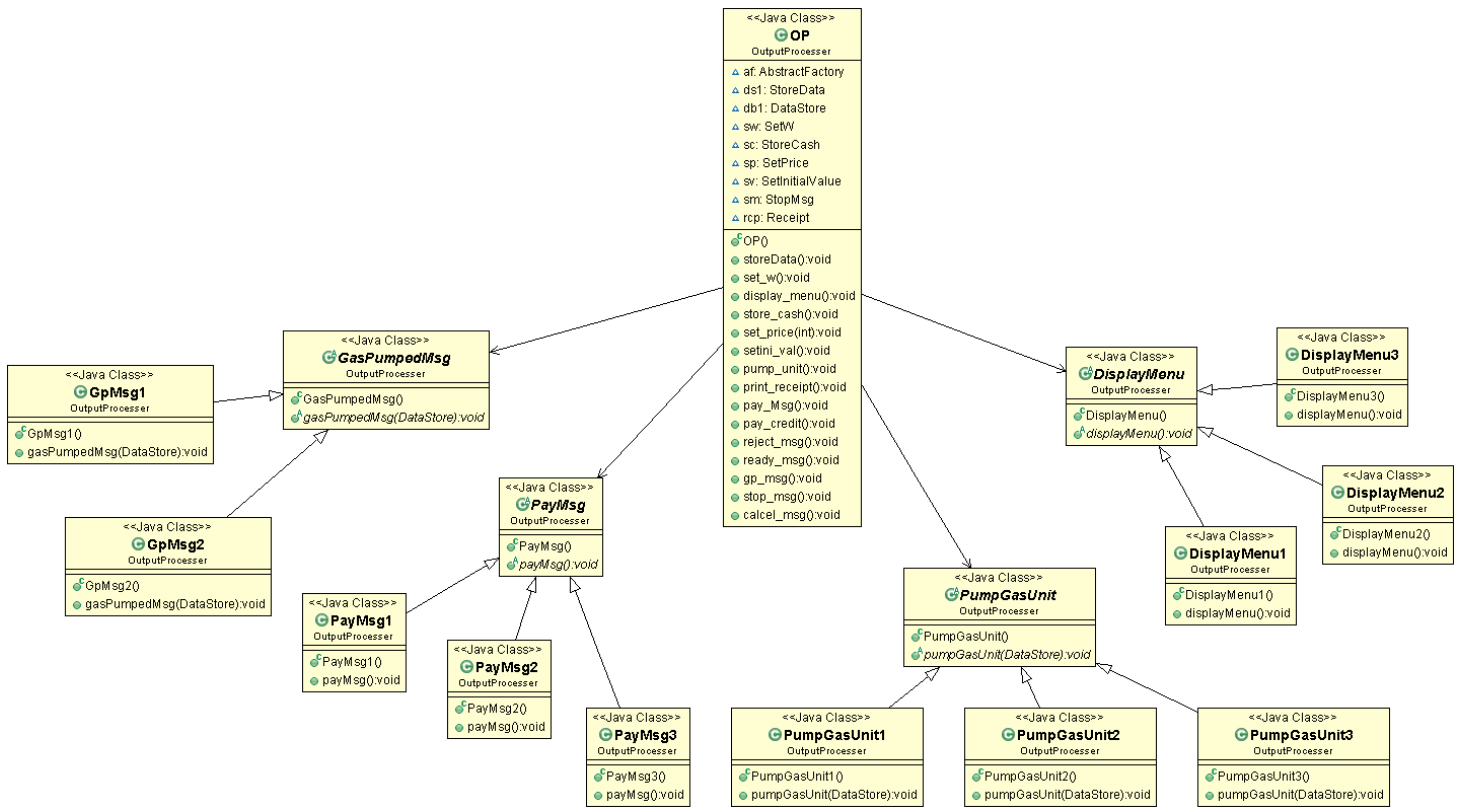 <<Java Class>>
OP
OutputProcesser
af: AbstractFactory
ds1: StoreData
db1: DataStore
sw: SetW
sc: StoreCash
sp: SetPrice
sv: SetInitialValue
sm: StopMsg
rcp: Receipt
OP()
storeData():void
set_w():void
display_menu():void
store_cash():void
set_price(int):void
setini_val():void
pump_unit():void
print_receipt():void
pay_Msg():void
pay_credit():void
reject_msg():void
ready_msg():void
gp_msg():void
stop_msg():void
calcel_msg():void
<<Java Class>>
GasPumpedMsg
OutputProcesser
GasPumpedMsg()
gasPumpedMsg(DataStore):void
<<Java Class>>
GpMsg1
OutputProcesser
GpMsg1()
gasPumpedMsg(DataStore):void
<<Java Class>>
GpMsg2
OutputProcesser
GpMsg2()
gasPumpedMsg(DataStore):void
<<Java Class>>
PayMsg
OutputProcesser
PayMsg()
payMsg():void
<<Java Class>>
PayMsg1
OutputProcesser
PayMsg1()
payMsg():void
<<Java Class>>
PayMsg2
OutputProcesser
PayMsg2()
payMsg():void
<<Java Class>>
PayMsg3
OutputProcesser
PayMsg3()
payMsg():void
<<Java Class>>
PumpGasUnit
OutputProcesser
PumpGasUnit()
pumpGasUnit(DataStore):void
<<Java Class>>
PumpGasUnit1
OutputProcesser
PumpGasUnit1()
pumpGasUnit(DataStore):void
<<Java Class>>
PumpGasUnit2
OutputProcesser
PumpGasUnit2()
pumpGasUnit(DataStore):void
<<Java Class>>
PumpGasUnit3
OutputProcesser
PumpGasUnit3()
pumpGasUnit(DataStore):void
<<Java Class>>
DisplayMenu
OutputProcesser
DisplayMenu()
displayMenu():void
<<Java Class>>
DisplayMenu3
OutputProcesser
DisplayMenu3()
displayMenu():void
<<Java Class>>
DisplayMenu2
OutputProcesser
DisplayMenu2()
displayMenu():void
<<Java Class>>
DisplayMenu1
OutputProcesser
DisplayMenu1()
displayMenu():void